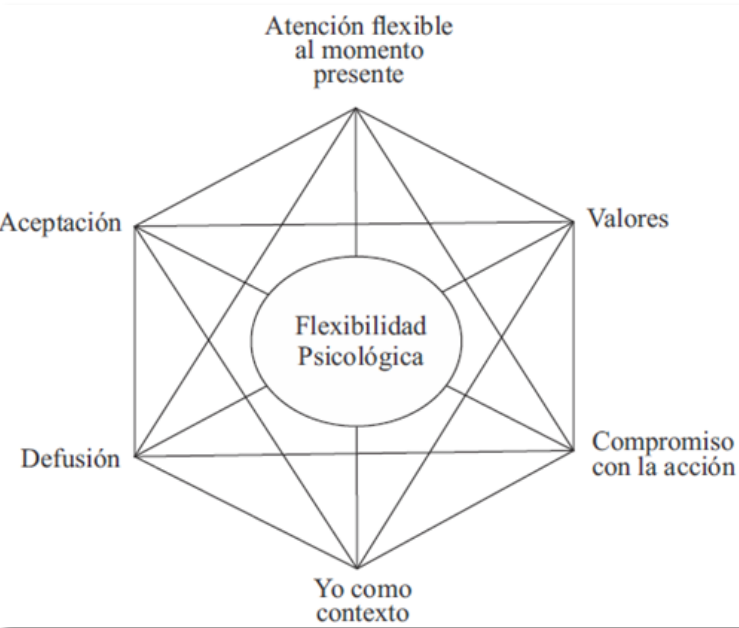 Atención flexible
al momento
presente
Aceptación
Valores
Flexibilidad
Psicológica
Defusión
Compromiso
con la acción
Yo como
contexto